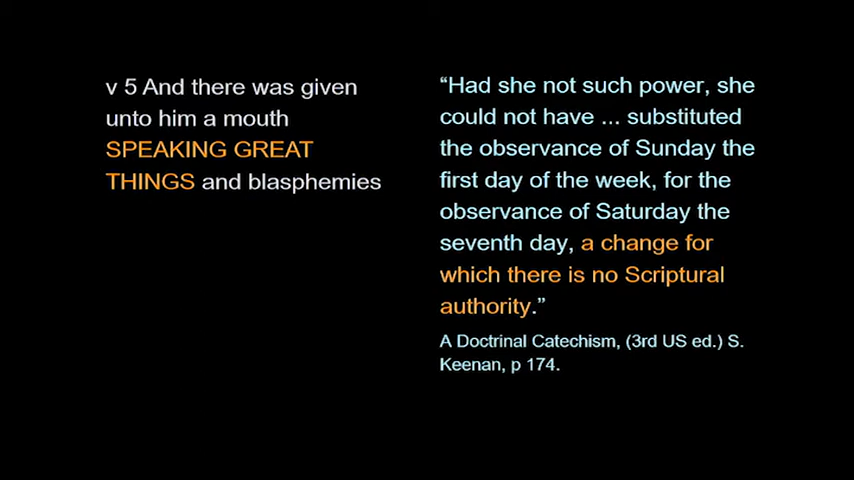 v 5 And there was given
unto him a mouth
SPEAKING GREAT
THINGS and blasphemies
“Had she not such power, she
could not have ... substituted
the observance of Sunday the
first day of the week, for the
observance of Saturday the
seventh day, a change for
which there is no Scriptural
authority.”
A Doctrinal Catechism, (3rd US ed.) S.
Keenan, p 174.